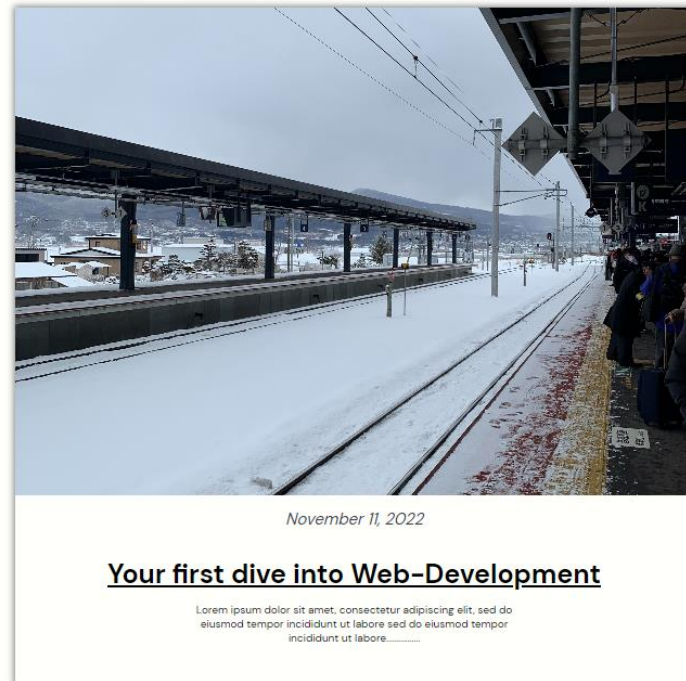 November 11, 2022
Your first dive into Web-Development
Lorem ipsum dolor sit amet, consectetur adipiscing elit, sed do
eiusmod tempor incididunt ut labore sed do eiusmod tempor
incididunt ut labore...............